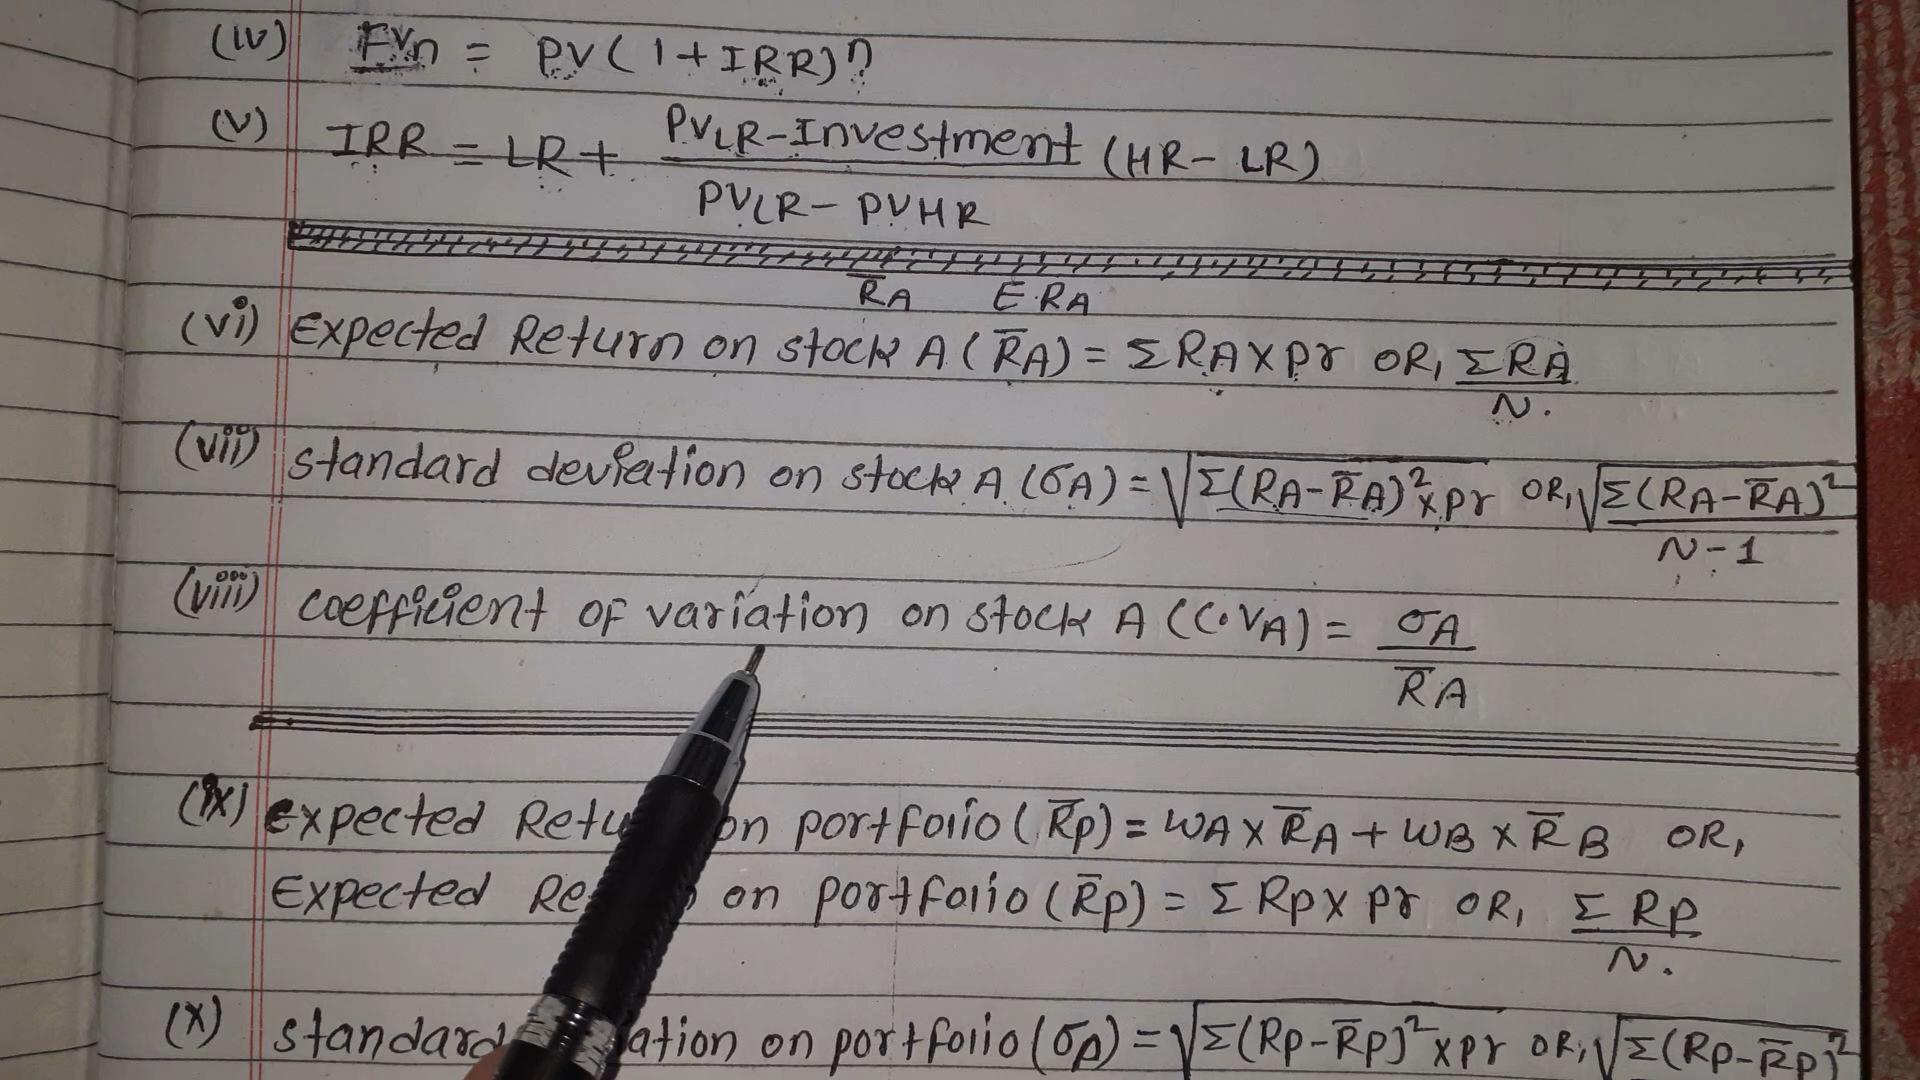 (iv) FVn = PV(1+IRR)n
(v) IRR = LR + PVLR-Investment (HR-LR)
PVLR - PVHR
R̅A E.RA
(vi) Expected Return on stock A (R̅A) = ΣRA×Pr OR, ΣRA
N.
(vii) standard deviation on stock A (σA) = √Σ(RA-R̅A)²×Pr OR, √Σ(RA-R̅A)²
N-1
(viii) coefficient of variation on stock A (C.VA) = σA
R̅A
(ix) Expected Retu on portfolio (R̅P) = WA×R̅A + WB×R̅B OR,
Expected Re on portfolio (R̅P) = ΣRP×Pr OR, ΣRP
N.
(x) standard iation on portfolio (σP) = √Σ(RP-R̅P)²×Pr OR, √Σ(RP-R̅P)²